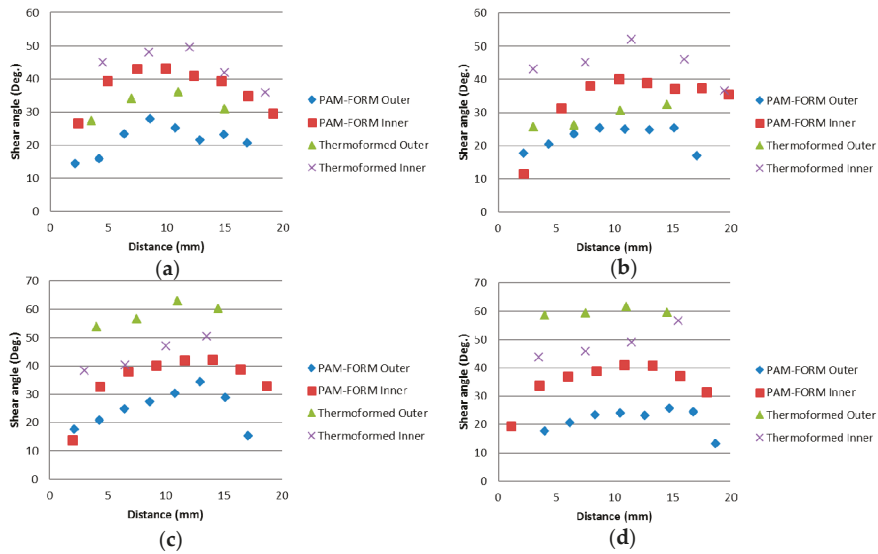 60
50
40
30
20
10
0
Shear angle (Deg.)
0 5 10 15 20
Distance (mm)
PAM-FORM Outer
PAM-FORM Inner
Thermoformed Outer
Thermoformed Inner
(a)
60
50
40
30
20
10
0
Shear angle (Deg.)
0 5 10 15 20
Distance (mm)
PAM-FORM Outer
PAM-FORM Inner
Thermoformed Outer
Thermoformed Inner
(b)
70
60
50
40
30
20
10
0
Shear angle (Deg.)
0 5 10 15 20
Distance (mm)
PAM-FORM Outer
PAM-FORM Inner
Thermoformed Outer
Thermoformed Inner
(c)
70
60
50
40
30
20
10
0
Shear angle (Deg.)
0 5 10 15 20
Distance (mm)
PAM-FORM Outer
PAM-FORM Inner
Thermoformed Outer
Thermoformed Inner
(d)